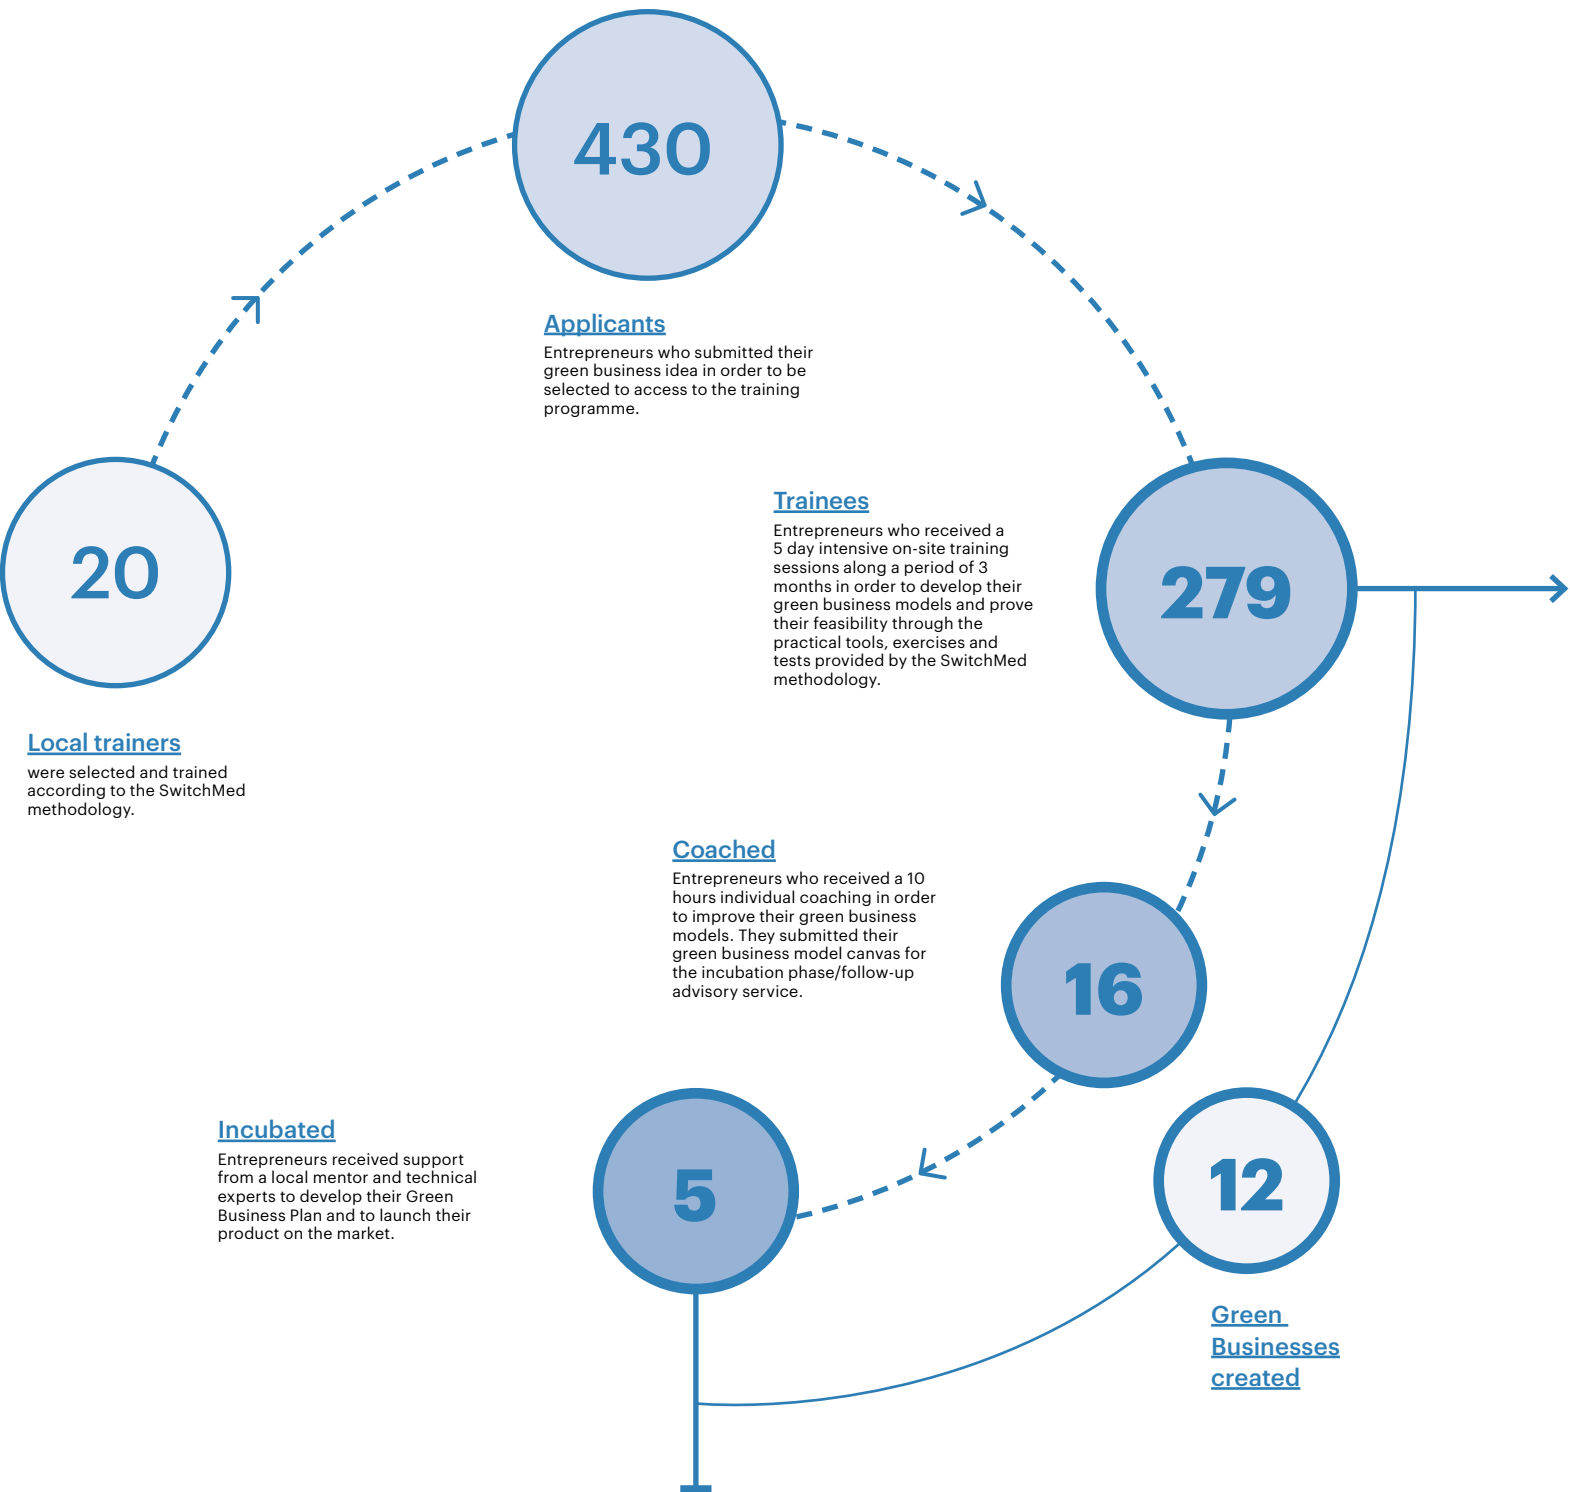 430
Applicants
Entrepreneurs who submitted their
green business idea in order to be
selected to access to the training
programme.
20
Local trainers
were selected and trained
according to the SwitchMed
methodology.
279
Trainees
Entrepreneurs who received a
5 day intensive on-site training
sessions along a period of 3
months in order to develop their
green business models and prove
their feasibility through the
practical tools, exercises and
tests provided by the SwitchMed
methodology.
16
Coached
Entrepreneurs who received a 10
hours individual coaching in order
to improve their green business
models. They submitted their
green business model canvas for
the incubation phase/follow-up
advisory service.
5
Incubated
Entrepreneurs received support
from a local mentor and technical
experts to develop their Green
Business Plan and to launch their
product on the market.
12
Green
Businesses
created